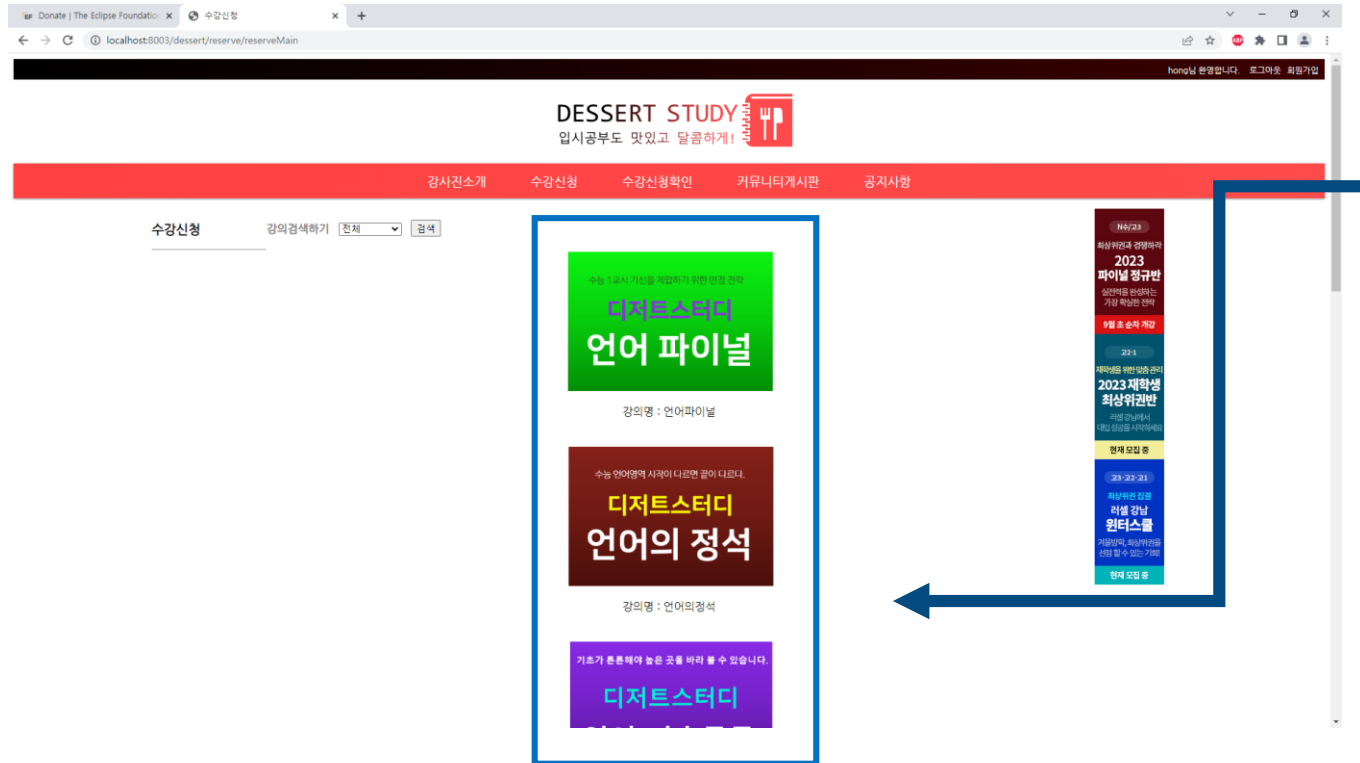 Donate | The Eclipse Foundation
수강신청
localhost:8003/dessert/reserve/reserveMain
hong님 환영합니다. 로그아웃 회원가입
DESSERT STUDY
입시공부도 맛있고 달콤하게!
강사진소개 수강신청 수강신청확인 커뮤니티게시판 공지사항
수강신청 강의검색하기 전체 검색
수능 1교시 기선을 제압하기 위한 만점 전략
디저트스터디
언어 파이널
강의명 : 언어파이널
수능 언어영역 시작이 다르면 끝이 다르다.
디저트스터디
언어의 정석
강의명 : 언어의정석
기초가 튼튼해야 높은 곳을 바라 볼 수 있습니다.
디저트스터디
N수/고3
최상위권과 경쟁하라
2023
파이널 정규반
실전력을 완성하는
가장 확실한 전략
9월 초 순차 개강
고2·1
재학생을 위한 맞춤 관리
2023 재학생
최상위권반
러셀 강남에서
대입 성공을 시작하세요
현재 모집 중
고3·고2·고1
최상위권 집결
러셀 강남
윈터스쿨
겨울방학, 최상위권을
선점 할 수 있는 기회!
현재 모집 중